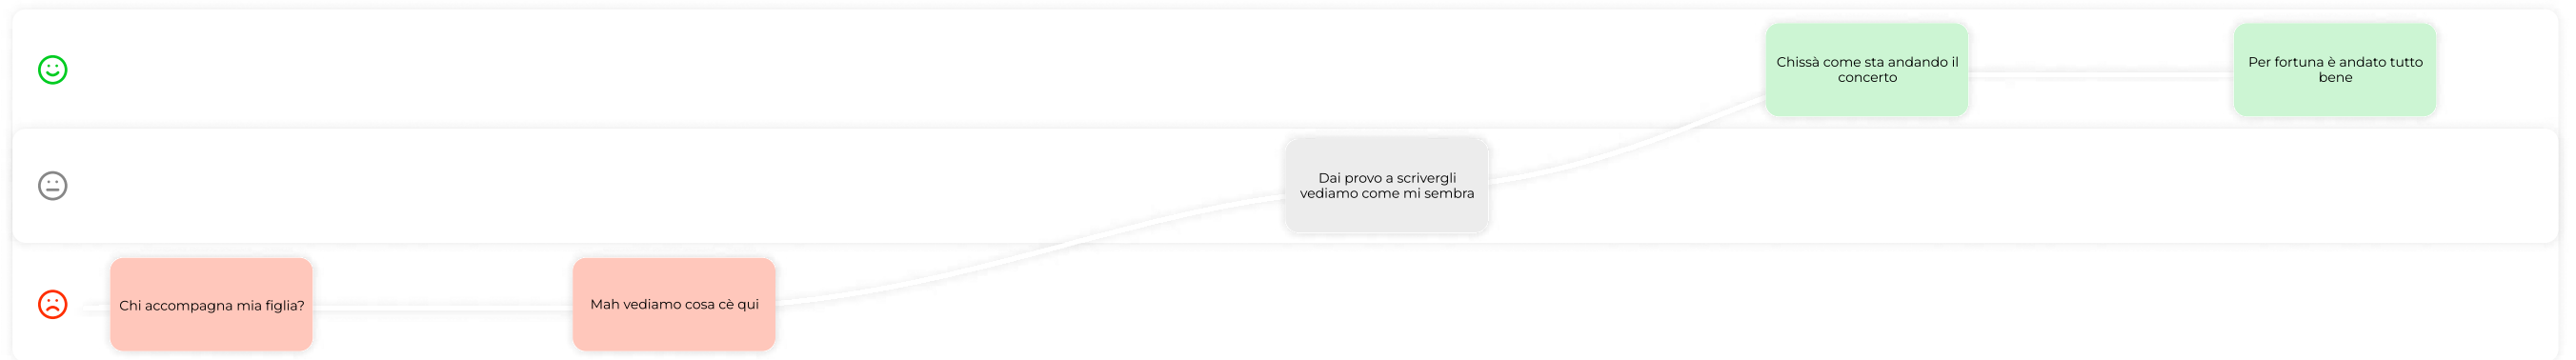 Chissà come sta andando il
concerto
Per fortuna è andato tutto
bene
Dai provo a scrivergli
vediamo come mi sembra
Chi accompagna mia figlia?
Mah vediamo cosa cè qui